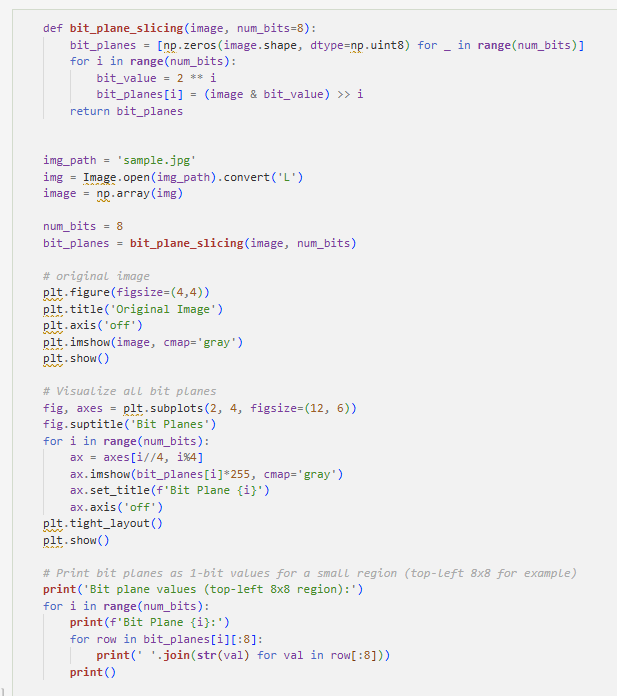 def bit_plane_slicing(image, num_bits=8):
    bit_planes = [np.zeros(image.shape, dtype=np.uint8) for _ in range(num_bits)]
    for i in range(num_bits):
        bit_value = 2 ** i
        bit_planes[i] = (image & bit_value) >> i
    return bit_planes
img_path = 'sample.jpg'
img = Image.open(img_path).convert('L')
image = np.array(img)
num_bits = 8
bit_planes = bit_plane_slicing(image, num_bits)
# original image
plt.figure(figsize=(4,4))
plt.title('Original Image')
plt.axis('off')
plt.imshow(image, cmap='gray')
plt.show()
# Visualize all bit planes
fig, axes = plt.subplots(2, 4, figsize=(12, 6))
fig.suptitle('Bit Planes')
for i in range(num_bits):
    ax = axes[i//4, i%4]
    ax.imshow(bit_planes[i]*255, cmap='gray')
    ax.set_title(f'Bit Plane {i}')
    ax.axis('off')
plt.tight_layout()
plt.show()
# Print bit planes as 1-bit values for a small region (top-left 8x8 for example)
print('Bit plane values (top-left 8x8 region):')
for i in range(num_bits):
    print(f'Bit Plane {i}:')
    for row in bit_planes[i][:8]:
        print(' '.join(str(val) for val in row[:8]))
    print()